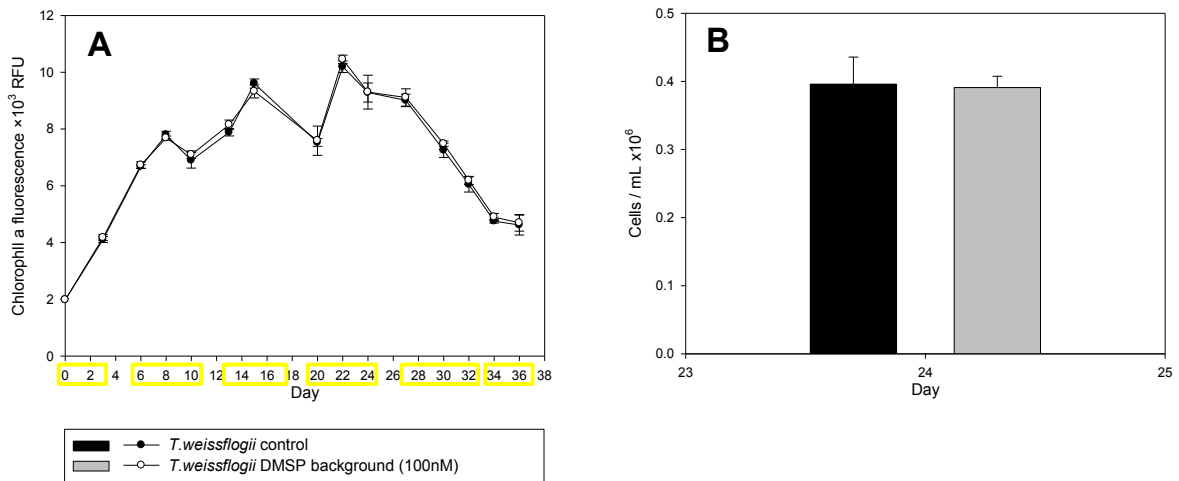 A
Chlorophll a fluorescence ×10³ RFU
12
10
8
6
4
2
0
0 2 4 6 8 10 12 14 16 18 20 22 24 26 28 30 32 34 36 38
Day
B
Cells / mL x10⁶
0.5
0.4
0.3
0.2
0.1
0.0
23 24 25
Day
T.weissflogii control
T.weissflogii DMSP background (100nM)